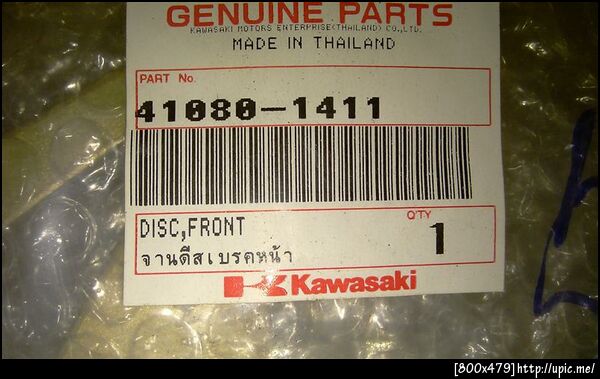 GENUINE PARTS
KAWASAKI MOTORS ENTERPRISE(THAILAND) CO.,LTD.
MADE IN THAILAND
PART No.
41080-1411
DISC,FRONT
จานดีสเบรคหน้า
Q'TY
1
Kawasaki
[800x479]http://upic.me/